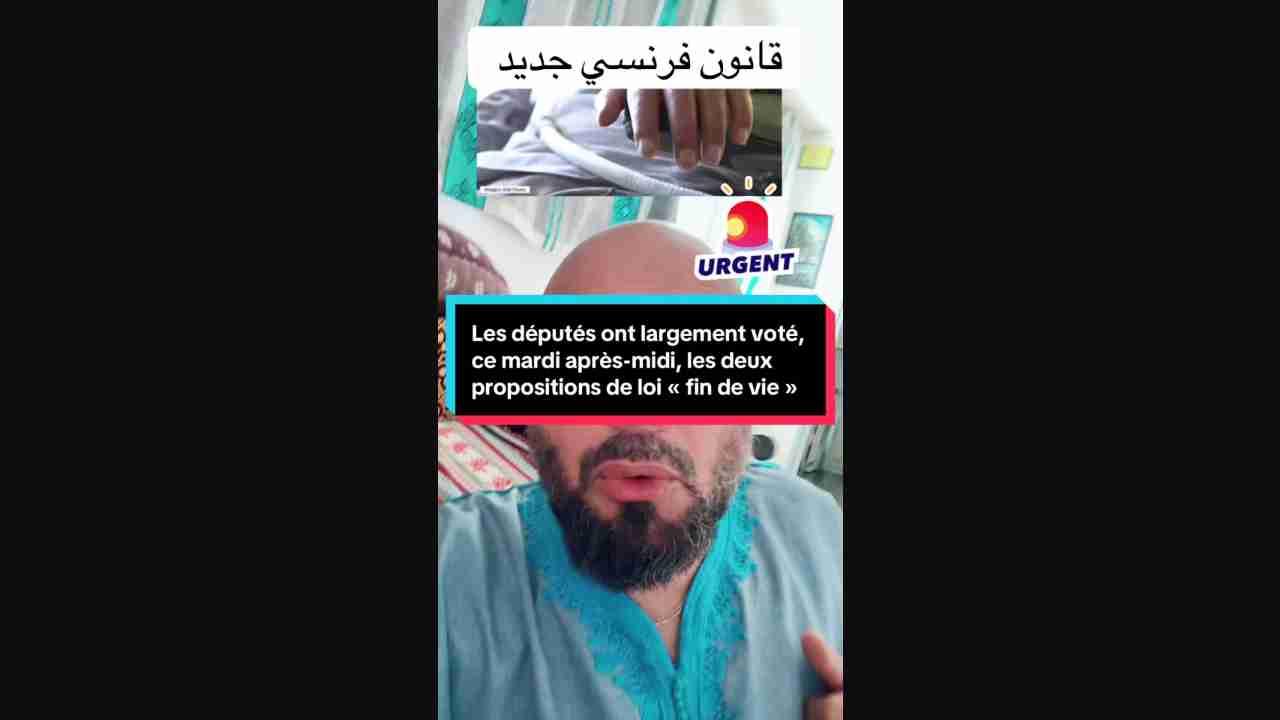 قانون فرنسي جديد
URGENT
Les députés ont largement voté,
ce mardi après-midi, les deux
propositions de loi « fin de vie »